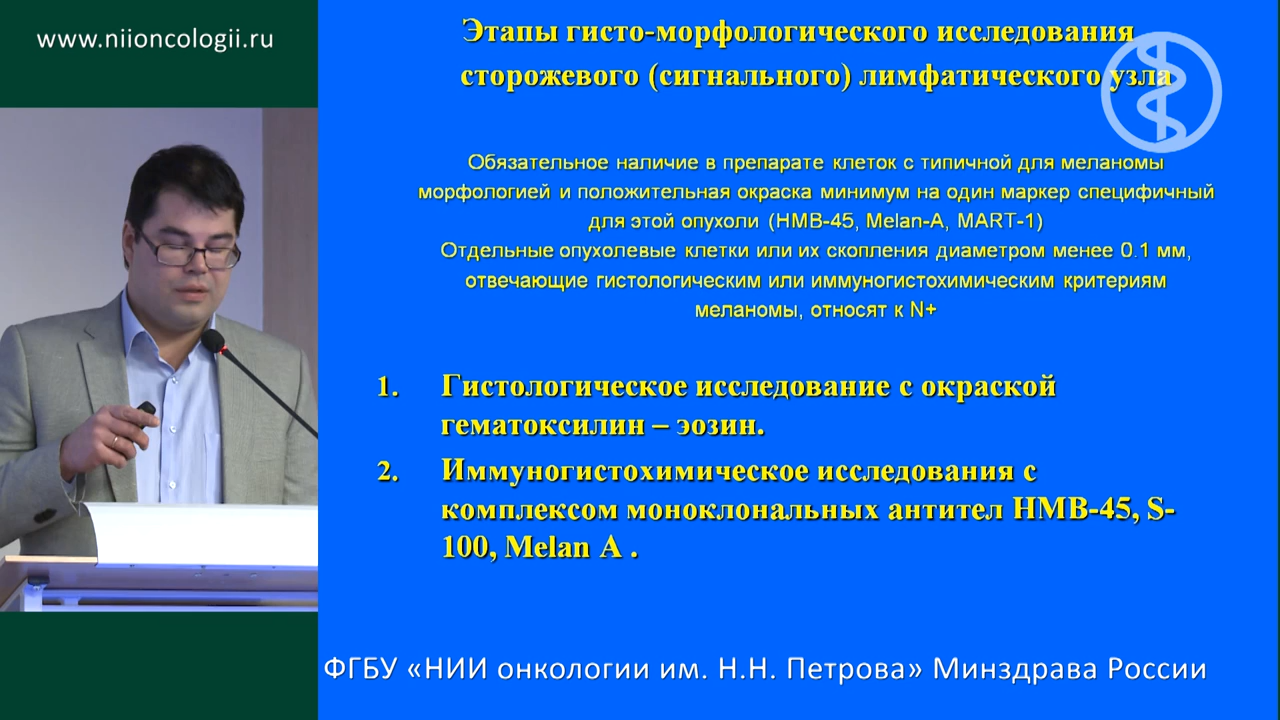 www.niioncologii.ru
Этапы гисто-морфологического исследования
сторожевого (сигнального) лимфатического узла
Обязательное наличие в препарате клеток с типичной для меланомы
морфологией и положительная окраска минимум на один маркер специфичный
для этой опухоли (HMB-45, Melan-A, MART-1)
Отдельные опухолевые клетки или их скопления диаметром менее 0.1 мм,
отвечающие гистологическим или иммуногистохимическим критериям
меланомы, относят к N+
1. Гистологическое исследование с окраской
гематоксилин – эозин.
2. Иммуногистохимическое исследования с
комплексом моноклональных антител HMB-45, S-
100, Melan A .
ФГБУ «НИИ онкологии им. Н.Н. Петрова» Минздрава России